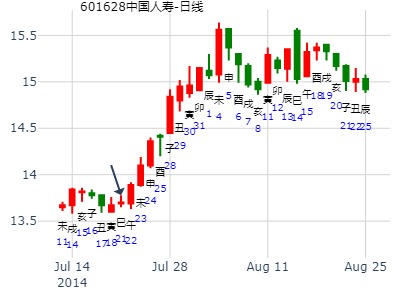 601628中国人寿-日线
15.5
15
14.5
14
13.5
未 戌 亥 子 丑 寅 巳 午 未 申 酉 子 丑 寅 卯 辰 未 申 酉 戌 亥 寅 卯 辰 巳 午 酉 戌 亥 子 丑 辰
11 14 15 16 17 18 21 22 23 24 25 28 29 30 31 1 4 5 6 7 8 11 12 13 14 15 18 19 20 21 22 25
Jul 14 Jul 28 Aug 11 Aug 25
2014